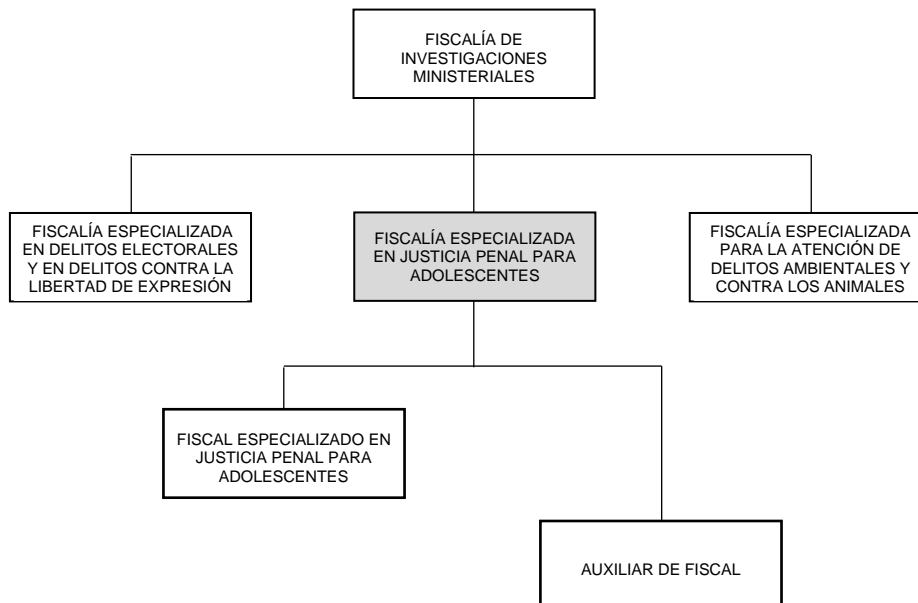 FISCALÍA DE
INVESTIGACIONES
MINISTERIALES
FISCALÍA ESPECIALIZADA
EN DELITOS ELECTORALES
Y EN DELITOS CONTRA LA
LIBERTAD DE EXPRESIÓN
FISCALÍA ESPECIALIZADA
EN JUSTICIA PENAL PARA
ADOLESCENTES
FISCALÍA ESPECIALIZADA
PARA LA ATENCIÓN DE
DELITOS AMBIENTALES Y
CONTRA LOS ANIMALES
FISCAL ESPECIALIZADO EN
JUSTICIA PENAL PARA
ADOLESCENTES
AUXILIAR DE FISCAL